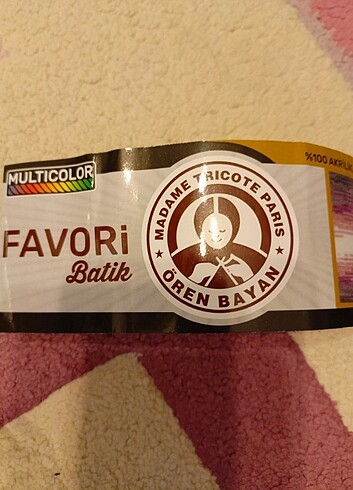 MULTICOLOR
FAVORi
Batik
MADAME TRICOTE PARIS
ÖREN BAYAN
%100 AKRİLİK